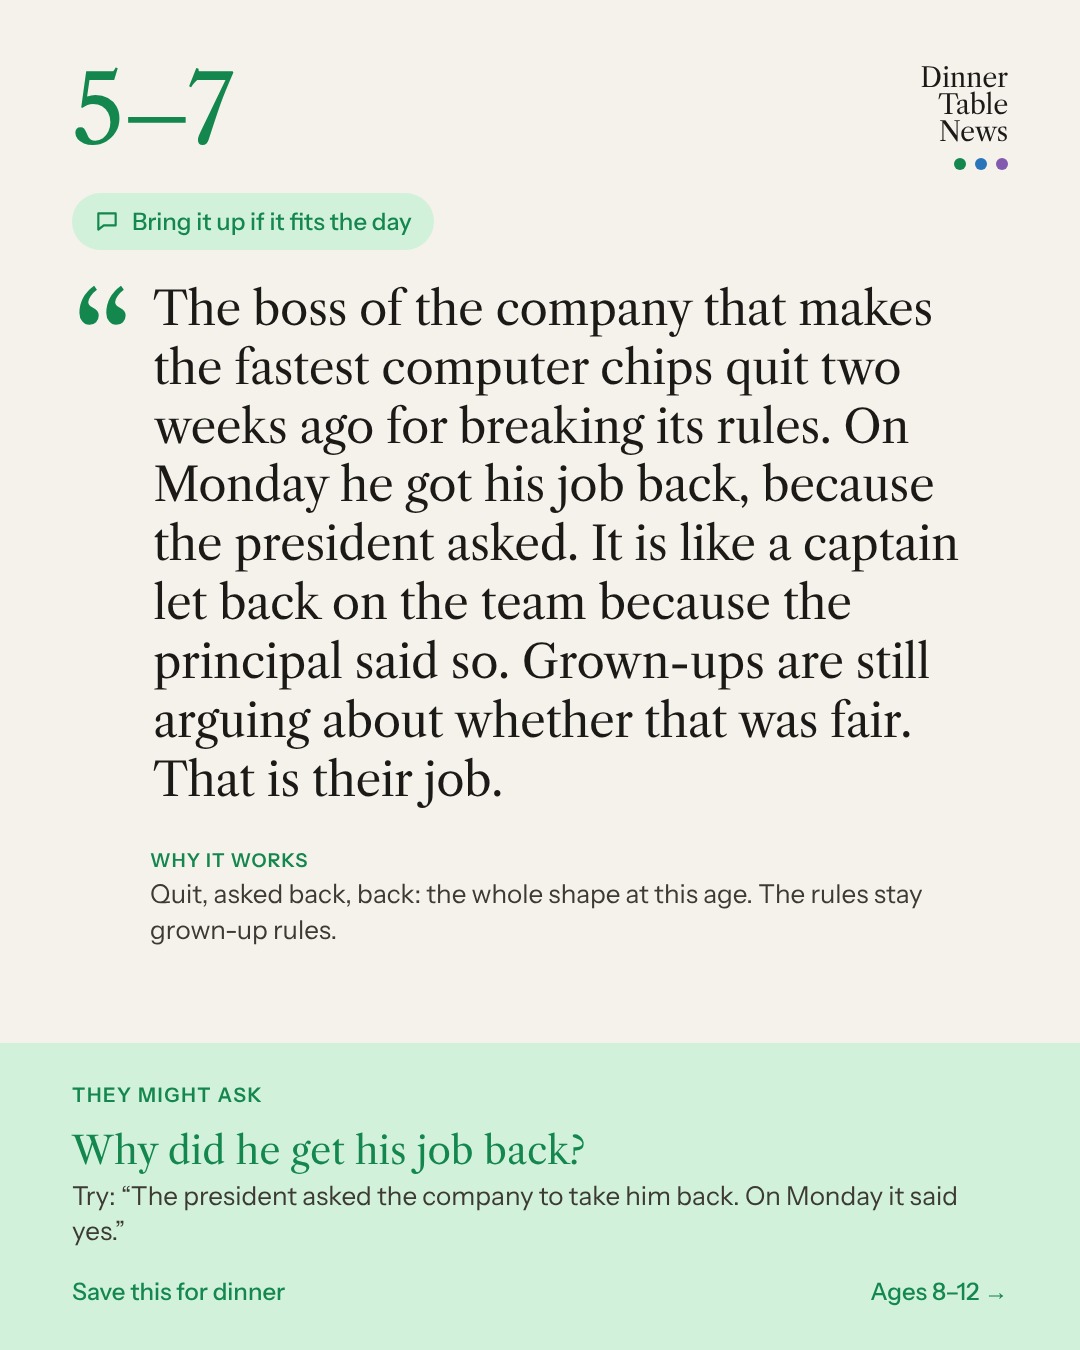 5–7
Dinner
Table
News
Bring it up if it fits the day
“The boss of the company that makes
the fastest computer chips quit two
weeks ago for breaking its rules. On
Monday he got his job back, because
the president asked. It is like a captain
let back on the team because the
principal said so. Grown-ups are still
arguing about whether that was fair.
That is their job.
WHY IT WORKS
Quit, asked back, back: the whole shape at this age. The rules stay
grown-up rules.
THEY MIGHT ASK
Why did he get his job back?
Try: “The president asked the company to take him back. On Monday it said
yes.”
Save this for dinner
Ages 8–12 →